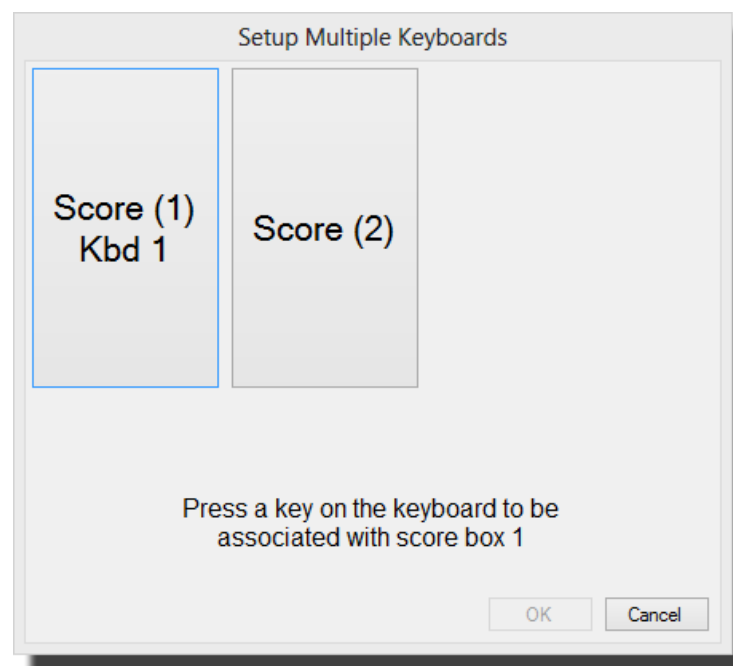 Setup Multiple Keyboards
Score (1)
Kbd 1
Score (2)
Press a key on the keyboard to be
associated with score box 1
OK
Cancel